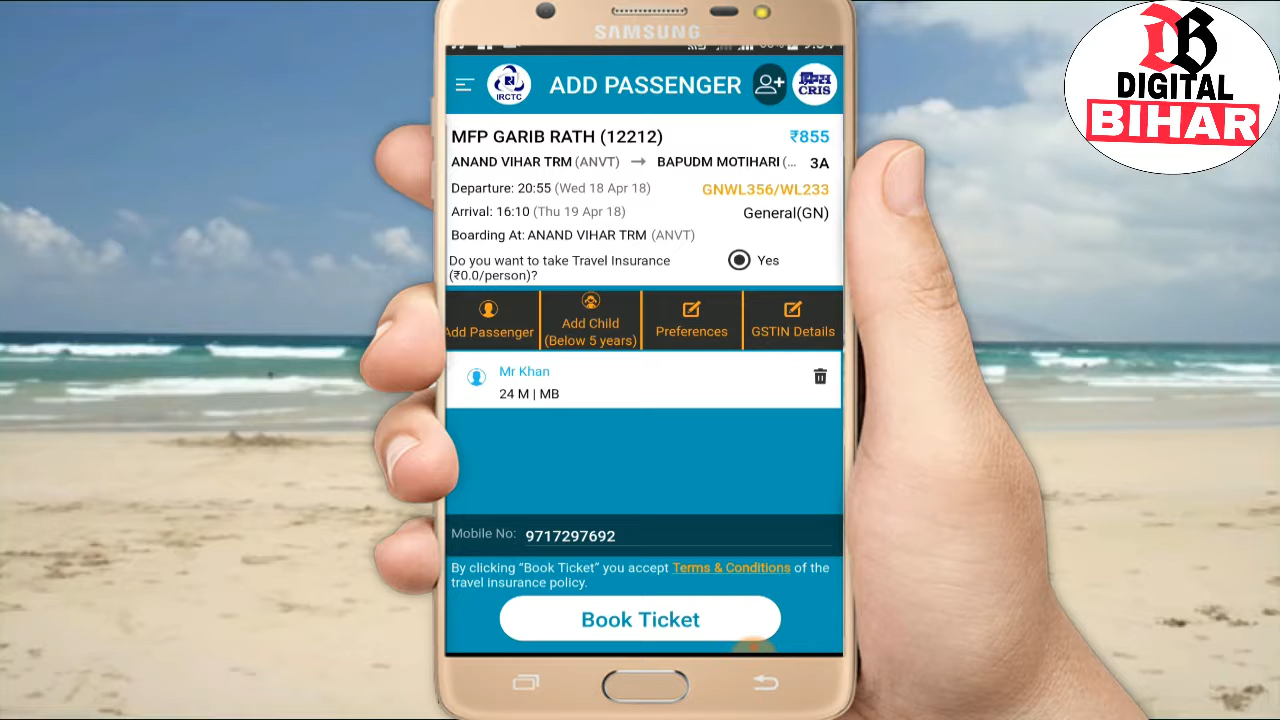 SAMSUNG
DB
DIGITAL
BIHAR
IRCTC
ADD PASSENGER
CRIS
MFP GARIB RATH (12212) ₹855
ANAND VIHAR TRM (ANVT) → BAPUDM MOTIHARI (... 3A
Departure: 20:55 (Wed 18 Apr 18) GNWL356/WL233
Arrival: 16:10 (Thu 19 Apr 18) General(GN)
Boarding At: ANAND VIHAR TRM (ANVT)
Do you want to take Travel Insurance Yes
(₹0.0/person)?
Add Passenger
Add Child
(Below 5 years)
Preferences
GSTIN Details
Mr Khan
24 M | MB
Mobile No: 9717297692
By clicking “Book Ticket” you accept Terms & Conditions of the
travel insurance policy.
Book Ticket